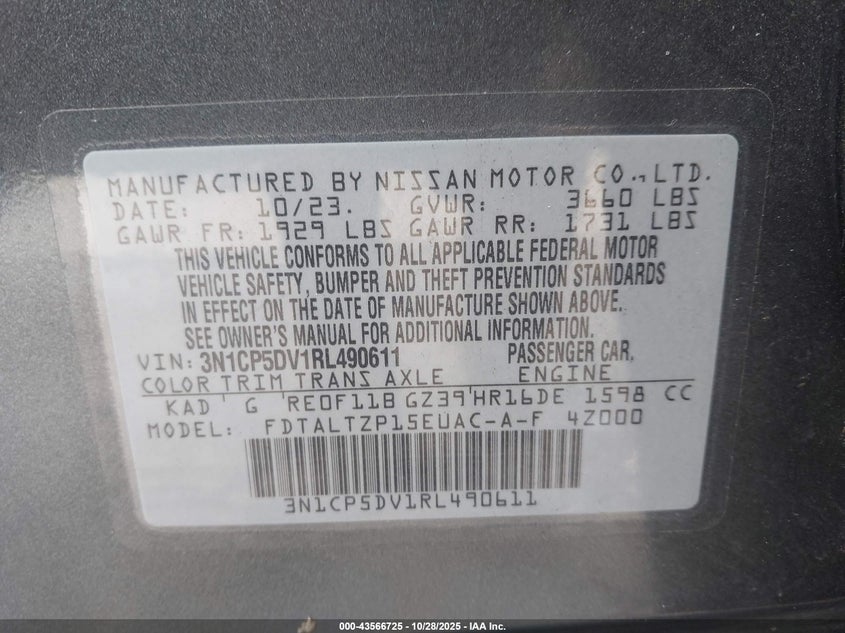 MANUFACTURED BY NISSAN MOTOR CO., LTD.
DATE: 10/23. GVWR: 3660 LBS
GAWR FR: 1929 LBS GAWR RR: 1731 LBS
THIS VEHICLE CONFORMS TO ALL APPLICABLE FEDERAL MOTOR
VEHICLE SAFETY, BUMPER AND THEFT PREVENTION STANDARDS
IN EFFECT ON THE DATE OF MANUFACTURE SHOWN ABOVE.
SEE OWNER'S MANUAL FOR ADDITIONAL INFORMATION.
VIN: 3N1CP5DV1RL490611 PASSENGER CAR,
COLOR TRIM TRANS AXLE ENGINE
KAD G RE0F11B GZ39 HR16DE 1598 CC
MODEL: FDTALTZP15EUAC-A-F 4Z000
3N1CP5DV1RL490611
000-43566725 | 10/28/2025 - IAA Inc.